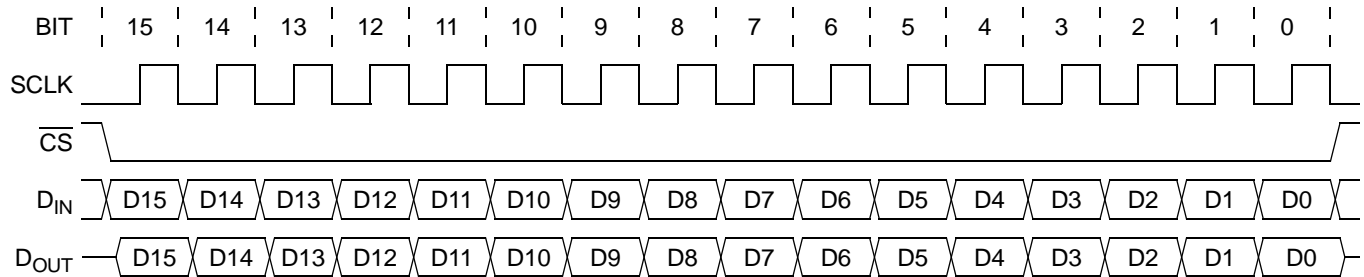 BIT 15 14 13 12 11 10 9 8 7 6 5 4 3 2 1 0
SCLK
CS
DIN D15 D14 D13 D12 D11 D10 D9 D8 D7 D6 D5 D4 D3 D2 D1 D0
DOUT D15 D14 D13 D12 D11 D10 D9 D8 D7 D6 D5 D4 D3 D2 D1 D0